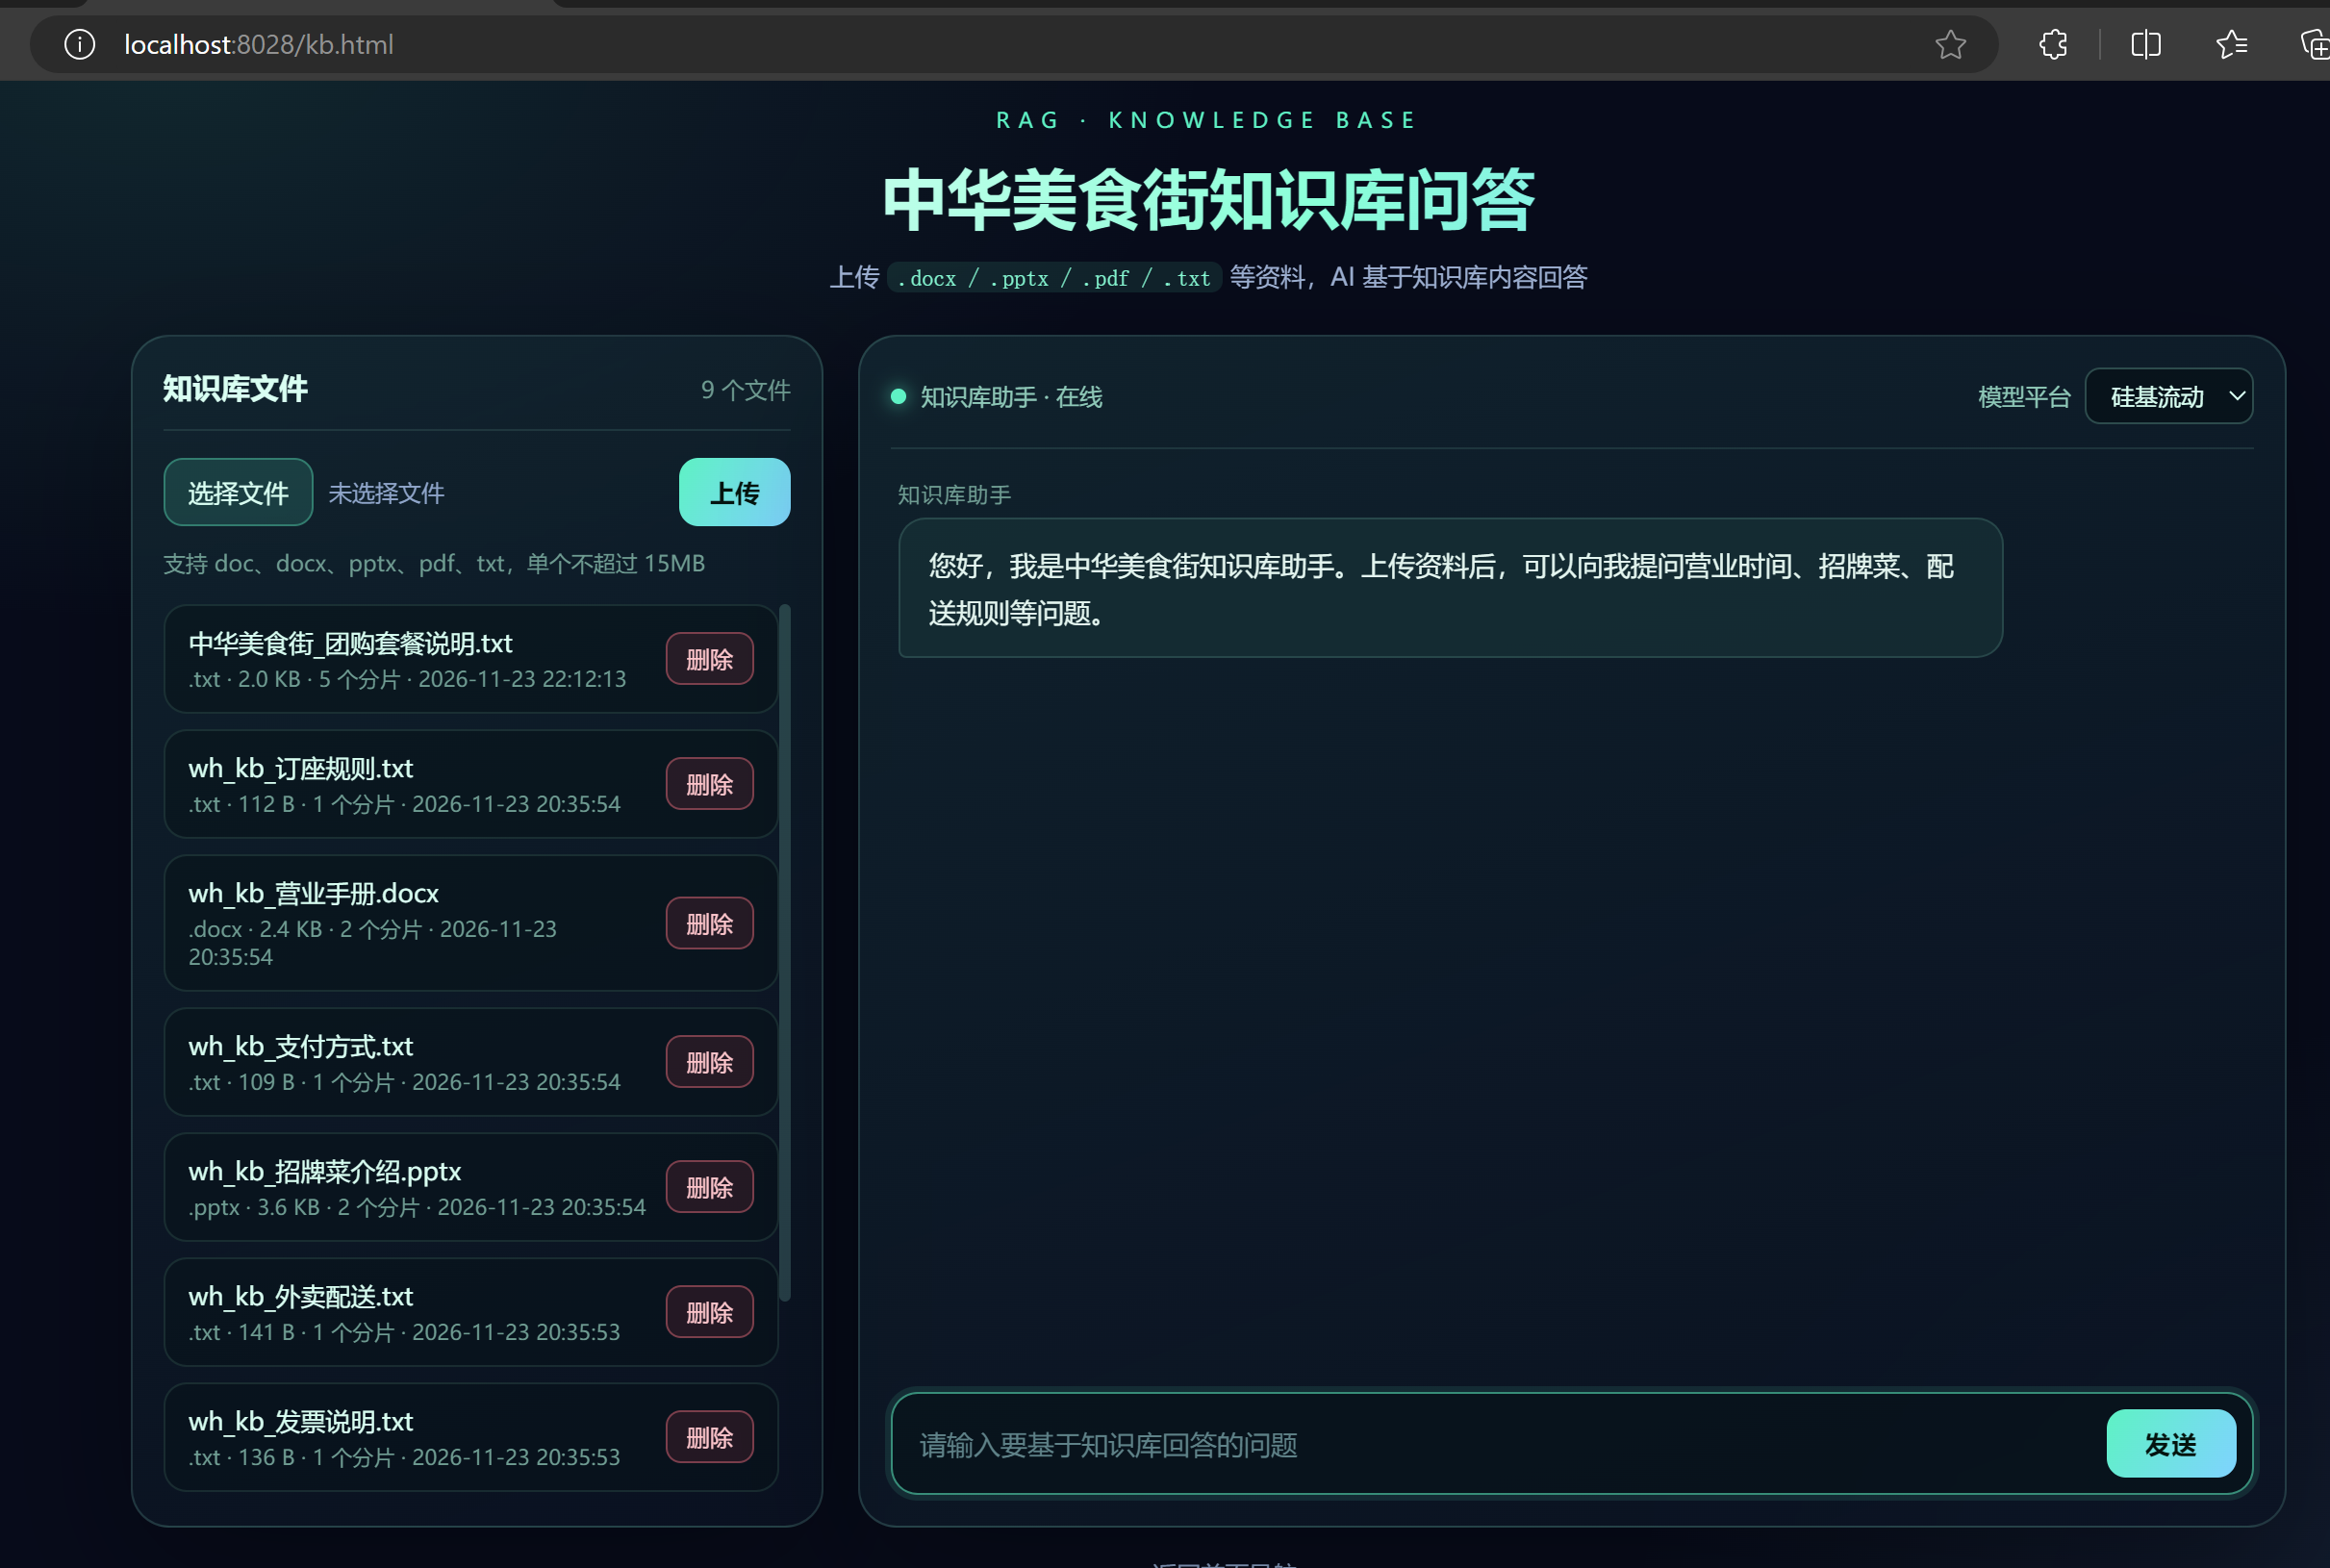 localhost:8028/kb.html
RAG · KNOWLEDGE BASE
中华美食街知识库问答
上传 .docx / .pptx / .pdf / .txt 等资料，AI 基于知识库内容回答
知识库文件
9 个文件
选择文件
未选择文件
上传
支持 doc、docx、pptx、pdf、txt，单个不超过 15MB
中华美食街_团购套餐说明.txt
.txt · 2.0 KB · 5 个分片 · 2026-11-23 22:12:13
删除
wh_kb_订座规则.txt
.txt · 112 B · 1 个分片 · 2026-11-23 20:35:54
删除
wh_kb_营业手册.docx
.docx · 2.4 KB · 2 个分片 · 2026-11-23
20:35:54
删除
wh_kb_支付方式.txt
.txt · 109 B · 1 个分片 · 2026-11-23 20:35:54
删除
wh_kb_招牌菜介绍.pptx
.pptx · 3.6 KB · 2 个分片 · 2026-11-23 20:35:54
删除
wh_kb_外卖配送.txt
.txt · 141 B · 1 个分片 · 2026-11-23 20:35:53
删除
wh_kb_发票说明.txt
.txt · 136 B · 1 个分片 · 2026-11-23 20:35:53
删除
知识库助手 · 在线
模型平台
硅基流动
知识库助手
您好，我是中华美食街知识库助手。上传资料后，可以向我提问营业时间、招牌菜、配
送规则等问题。
请输入要基于知识库回答的问题
发送